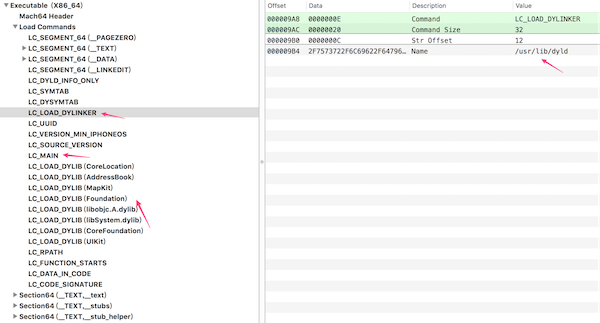 Executable (X86_64)
Mach64 Header
Load Commands
LC_SEGMENT_64 (__PAGEZERO)
LC_SEGMENT_64 (__TEXT)
LC_SEGMENT_64 (__DATA)
LC_SEGMENT_64 (__LINKEDIT)
LC_DYLD_INFO_ONLY
LC_SYMTAB
LC_DYSYMTAB
LC_LOAD_DYLINKER
LC_UUID
LC_VERSION_MIN_IPHONEOS
LC_SOURCE_VERSION
LC_MAIN
LC_LOAD_DYLIB (CoreLocation)
LC_LOAD_DYLIB (AddressBook)
LC_LOAD_DYLIB (MapKit)
LC_LOAD_DYLIB (Foundation)
LC_LOAD_DYLIB (libobjc.A.dylib)
LC_LOAD_DYLIB (libSystem.dylib)
LC_LOAD_DYLIB (CoreFoundation)
LC_LOAD_DYLIB (UIKit)
LC_RPATH
LC_FUNCTION_STARTS
LC_DATA_IN_CODE
LC_CODE_SIGNATURE
Section64 (__TEXT,__text)
Section64 (__TEXT,__stubs)
Section64 (__TEXT,__stub_helper)
Offset Data Description Value
000009A8 0000000E Command LC_LOAD_DYLINKER
000009AC 00000020 Command Size 32
000009B0 0000000C Str Offset 12
000009B4 2F7573722F6C69622F64796… Name /usr/lib/dyld